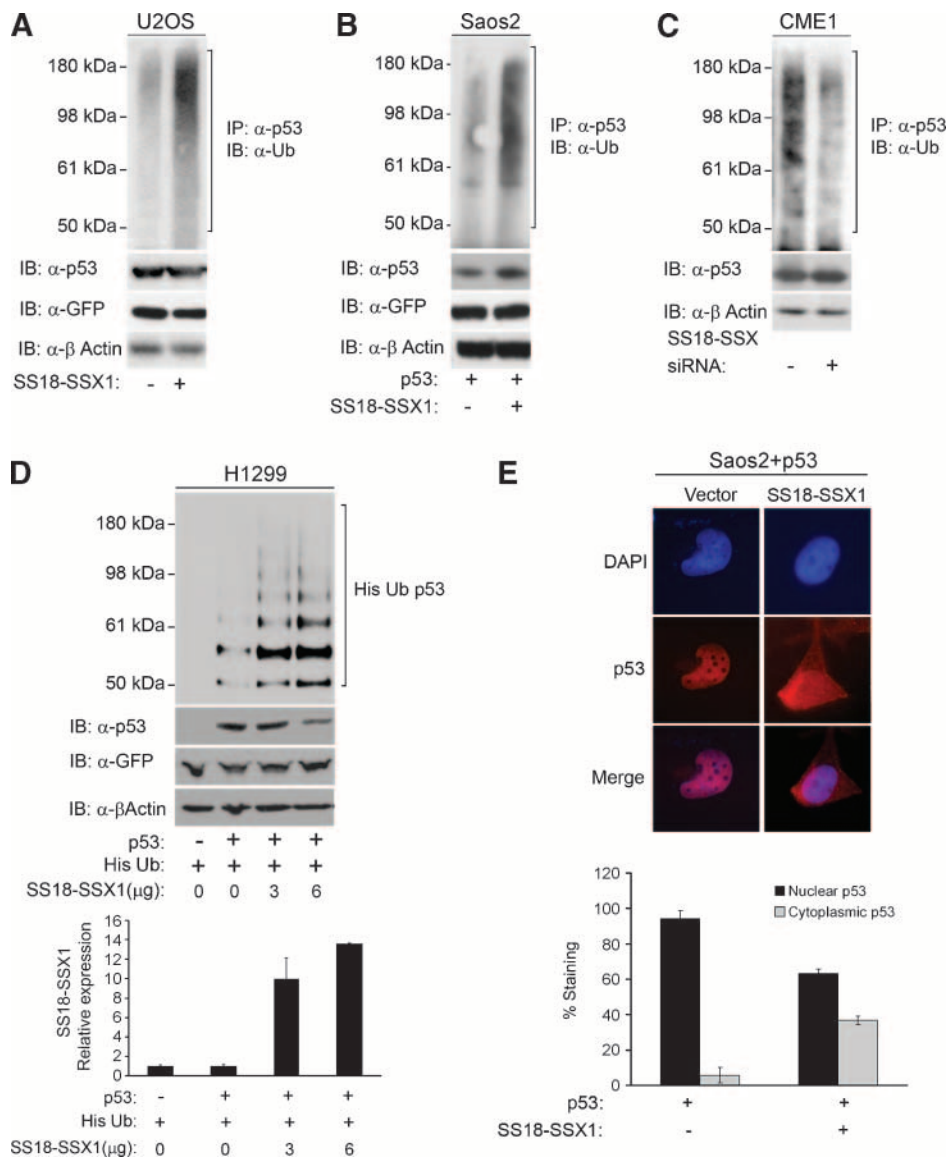 A
U2OS
180 kDa
98 kDa
61 kDa
50 kDa
IP: α-p53
IB: α-Ub
IB: α-p53
IB: α-GFP
IB: α-β Actin
SS18-SSX1: - +
B
Saos2
180 kDa
98 kDa
61 kDa
50 kDa
IP: α-p53
IB: α-Ub
IB: α-p53
IB: α-GFP
IB: α-β Actin
p53: + +
SS18-SSX1: - +
C
CME1
180 kDa
98 kDa
61 kDa
50 kDa
IP: α-p53
IB: α-Ub
IB: α-p53
IB: α-β Actin
SS18-SSX
siRNA: - +
D
H1299
180 kDa
98 kDa
61 kDa
50 kDa
His Ub p53
IB: α-p53
IB: α-GFP
IB: α-βActin
p53: - + + +
His Ub: + + + +
SS18-SSX1(µg): 0 0 3 6
SS18-SSX1
Relative expression
16
14
12
10
8
6
4
2
0
p53: - + + +
His Ub: + + + +
SS18-SSX1(µg): 0 0 3 6
E
Saos2+p53
Vector SS18-SSX1
DAPI
p53
Merge
% Staining
120
100
80
60
40
20
0
Nuclear p53
Cytoplasmic p53
p53: + +
SS18-SSX1: - +